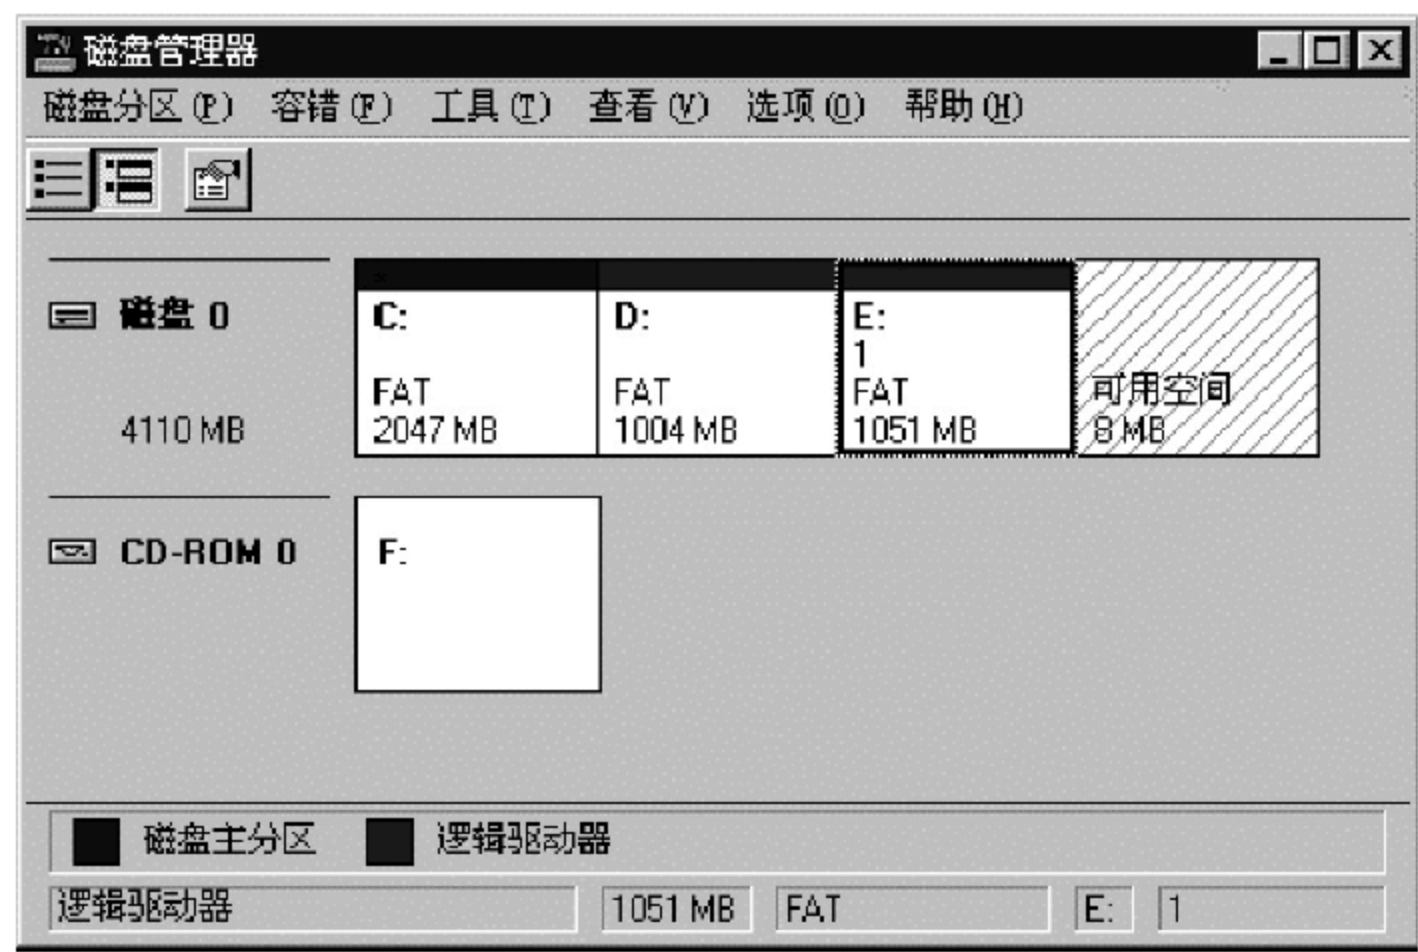 磁盘管理器
磁盘分区(P) 容错(F) 工具(T) 查看(V) 选项(O) 帮助(H)
磁盘 0
4110 MB
C:
FAT
2047 MB
D:
FAT
1004 MB
E:
1
FAT
1051 MB
可用空间
8 MB
CD-ROM 0
F:
磁盘主分区 逻辑驱动器
逻辑驱动器 1051 MB FAT E: 1